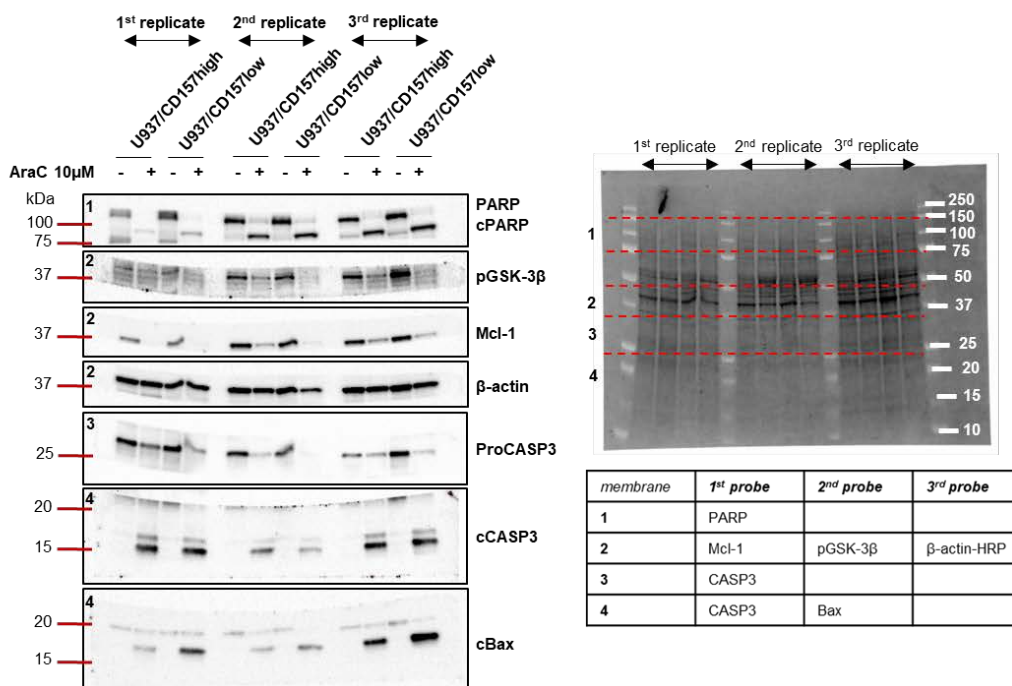 1st replicate 2nd replicate 3rd replicate
U937/CD157high U937/CD157low U937/CD157high U937/CD157low U937/CD157high U937/CD157low
AraC 10µM - + - + - + - + - + - +
kDa
1 PARP
100 cPARP
75
2
37 pGSK-3β
2
37 Mcl-1
2
37 β-actin
3
25 ProCASP3
4
20
cCASP3
15
4
20
cBax
15
1st replicate 2nd replicate 3rd replicate
250
150
1 100
75
50
2 37
3
25
4 20
15
10
membrane 1st probe 2nd probe 3rd probe
1 PARP
2 Mcl-1 pGSK-3β β-actin-HRP
3 CASP3
4 CASP3 Bax